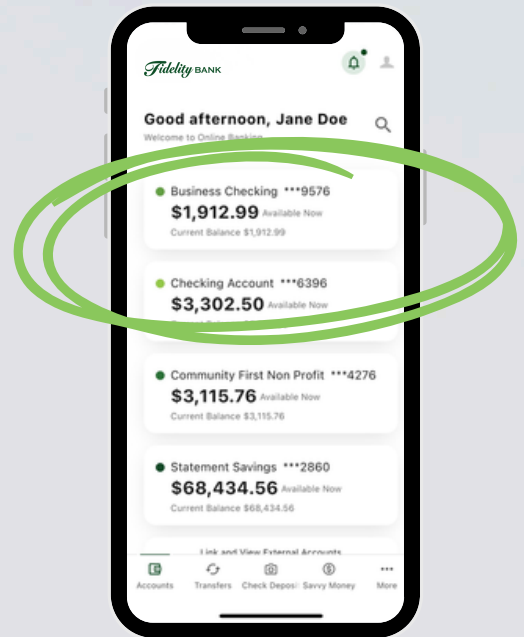 Fidelity BANK
Good afternoon, Jane Doe
Welcome to Online Banking
Business Checking ***9576
$1,912.99 Available Now
Current Balance $1,912.99
Checking Account ***6396
$3,302.50 Available Now
Community First Non Profit ***4276
$3,115.76 Available Now
Current Balance $3,115.76
Statement Savings ***2860
$68,434.56 Available Now
Current Balance $68,434.56
Link and View External Accounts
Accounts Transfers Check Deposi Savvy Money More